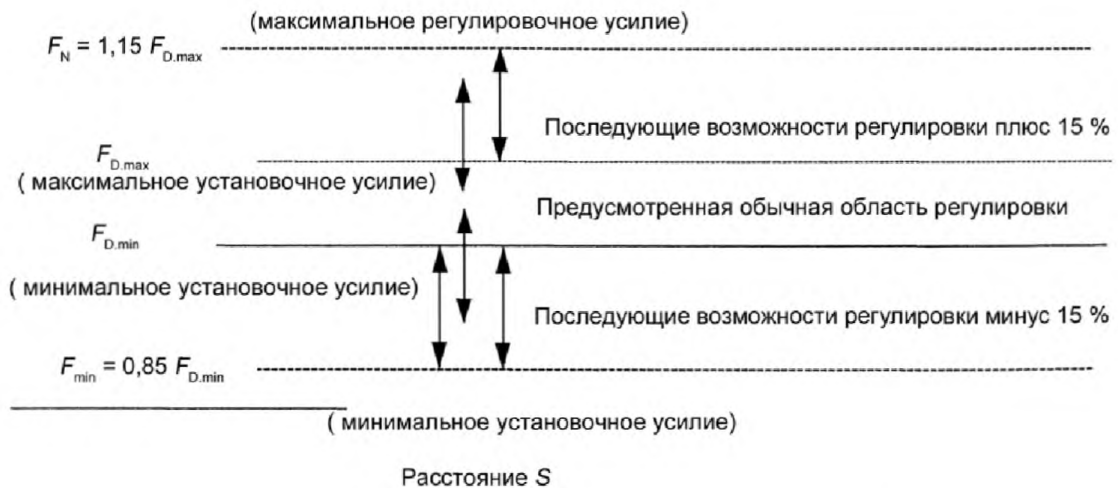 (максимальное регулировочное усилие)
F_N = 1,15 F_D.max
Последующие возможности регулировки плюс 15 %
F_D.max
( максимальное установочное усилие)
Предусмотренная обычная область регулировки
F_D.min
( минимальное установочное усилие)
Последующие возможности регулировки минус 15 %
F_min = 0,85 F_D.min
( минимальное установочное усилие)
Расстояние S